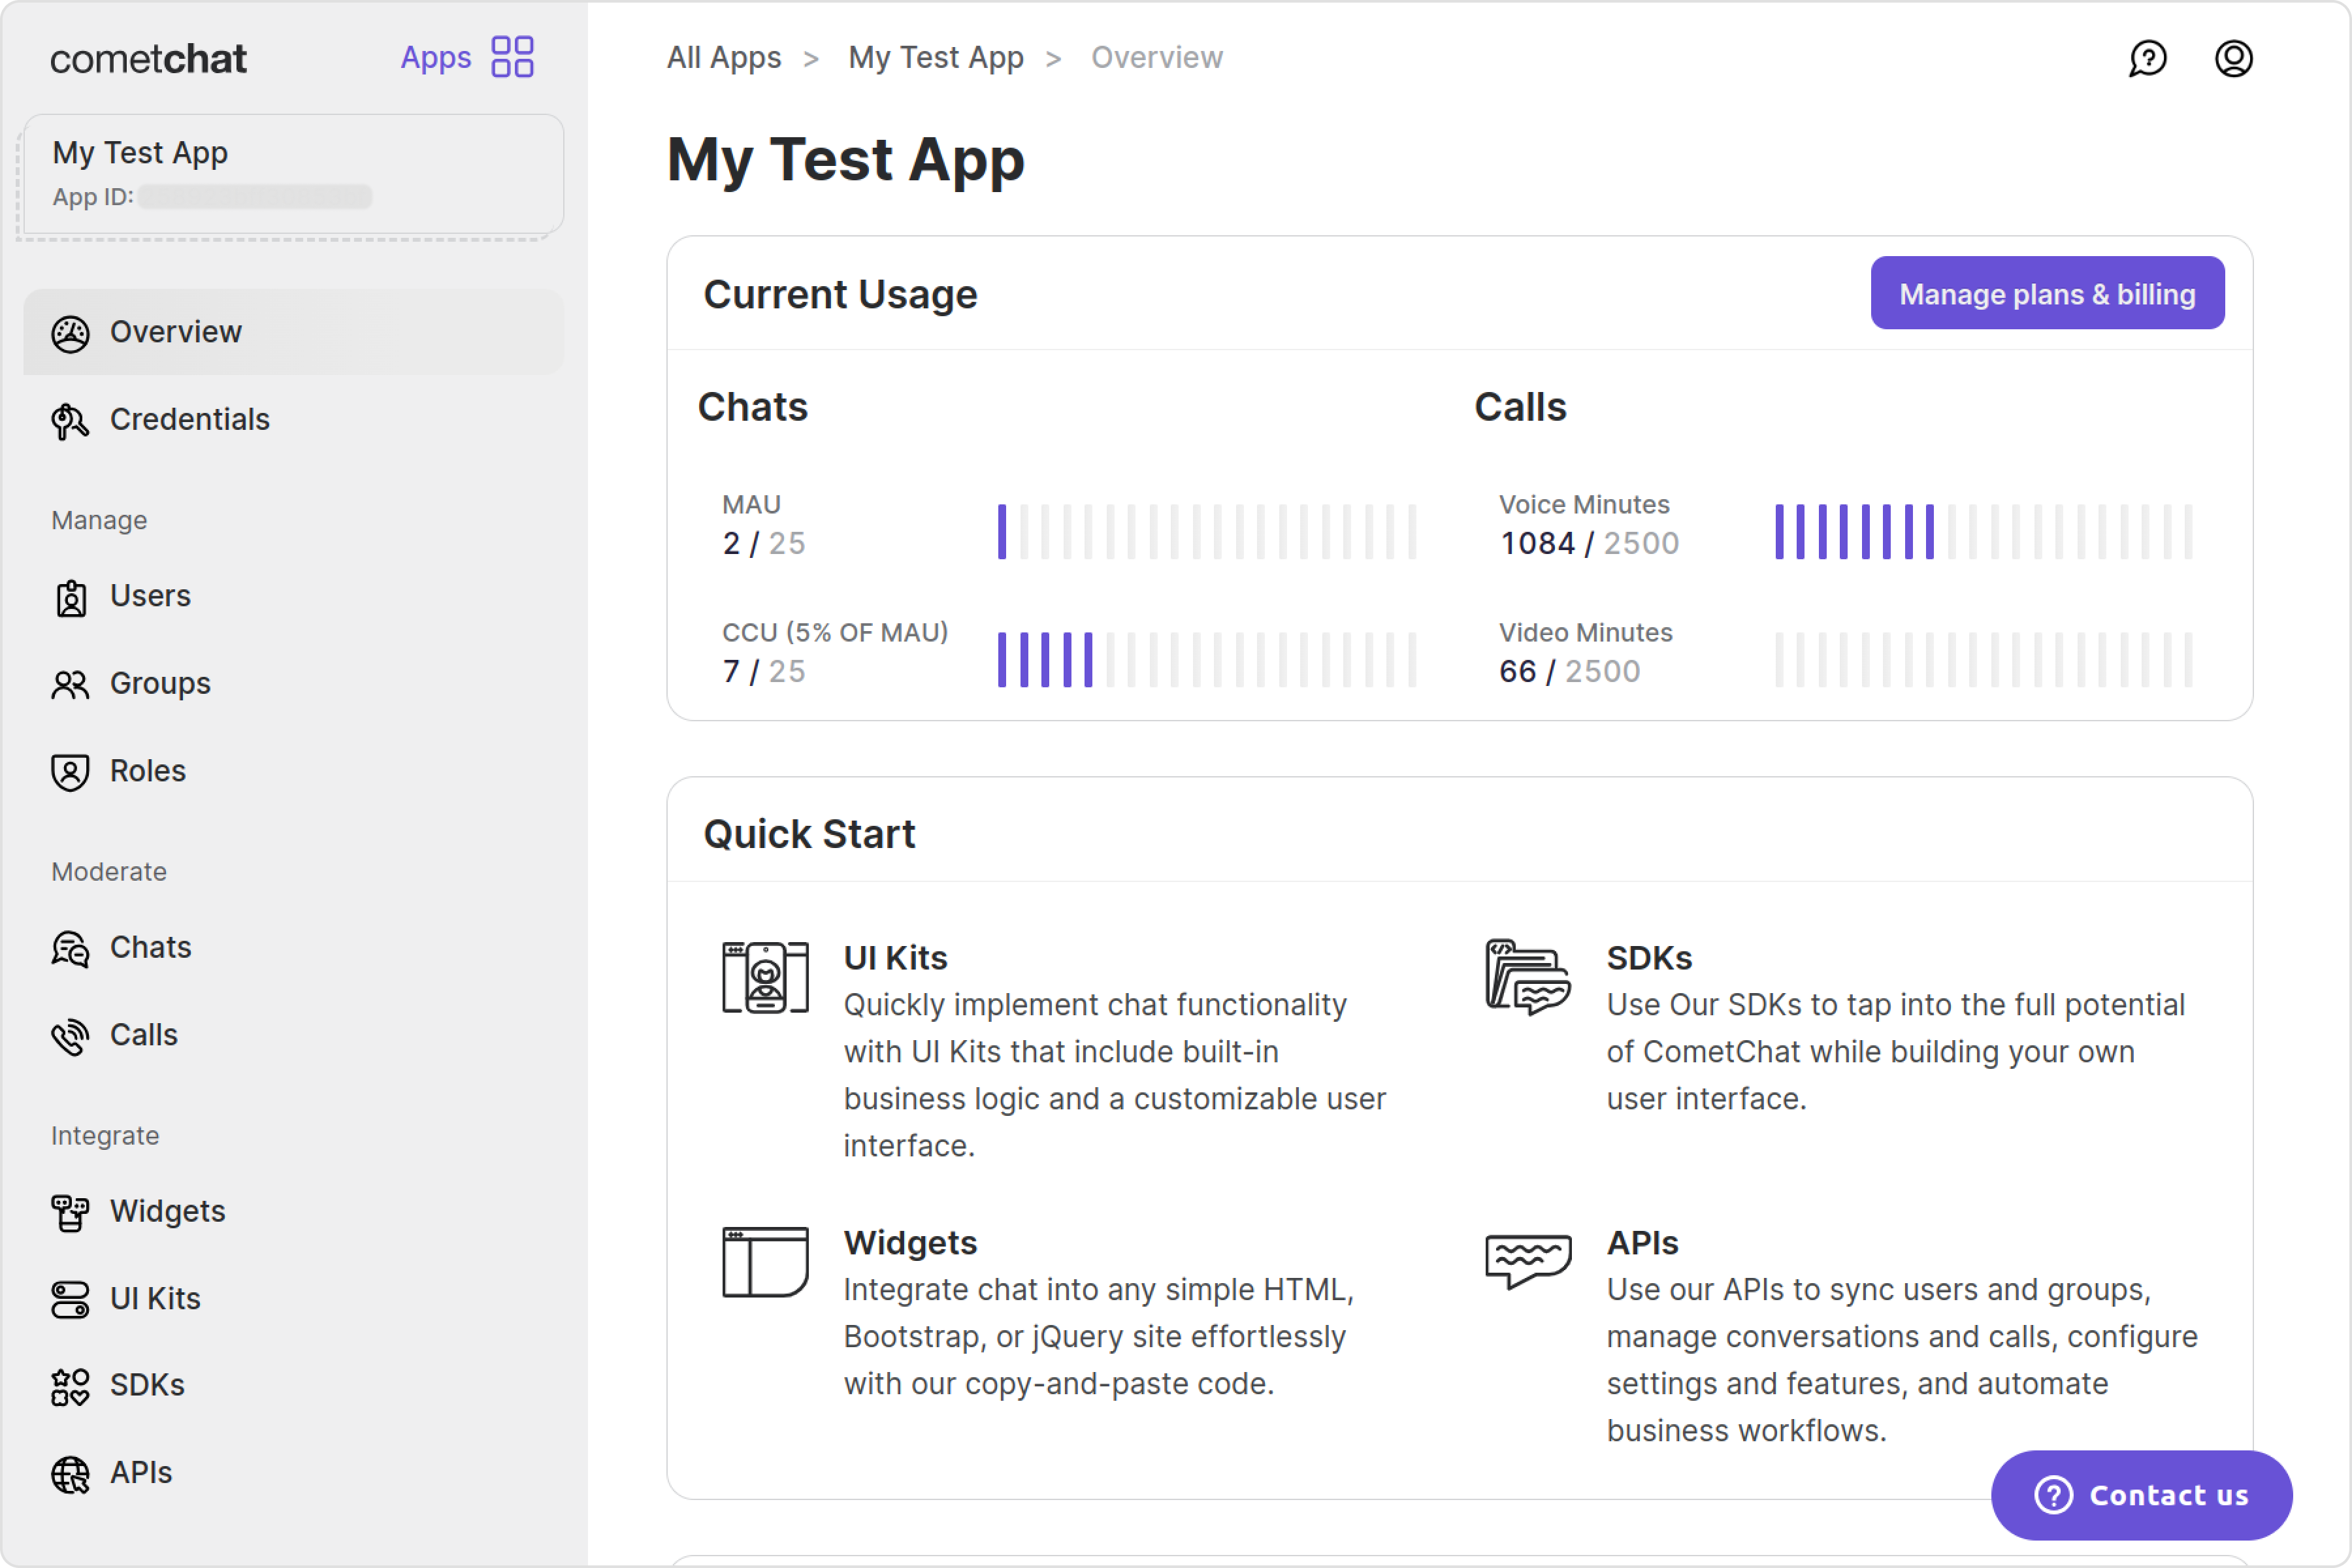 cometchat
Apps
My Test App
App ID:
Overview
Credentials
Manage
Users
Groups
Roles
Moderate
Chats
Calls
Integrate
Widgets
UI Kits
SDKs
APIs
All Apps > My Test App > Overview
My Test App
Current Usage
Manage plans & billing
Chats
MAU
2 / 25
CCU (5% OF MAU)
7 / 25
Calls
Voice Minutes
1084 / 2500
Video Minutes
66 / 2500
Quick Start
UI Kits
Quickly implement chat functionality
with UI Kits that include built-in
business logic and a customizable user
interface.
SDKs
Use Our SDKs to tap into the full potential
of CometChat while building your own
user interface.
Widgets
Integrate chat into any simple HTML,
Bootstrap, or jQuery site effortlessly
with our copy-and-paste code.
APIs
Use our APIs to sync users and groups,
manage conversations and calls, configure
settings and features, and automate
business workflows.
Contact us